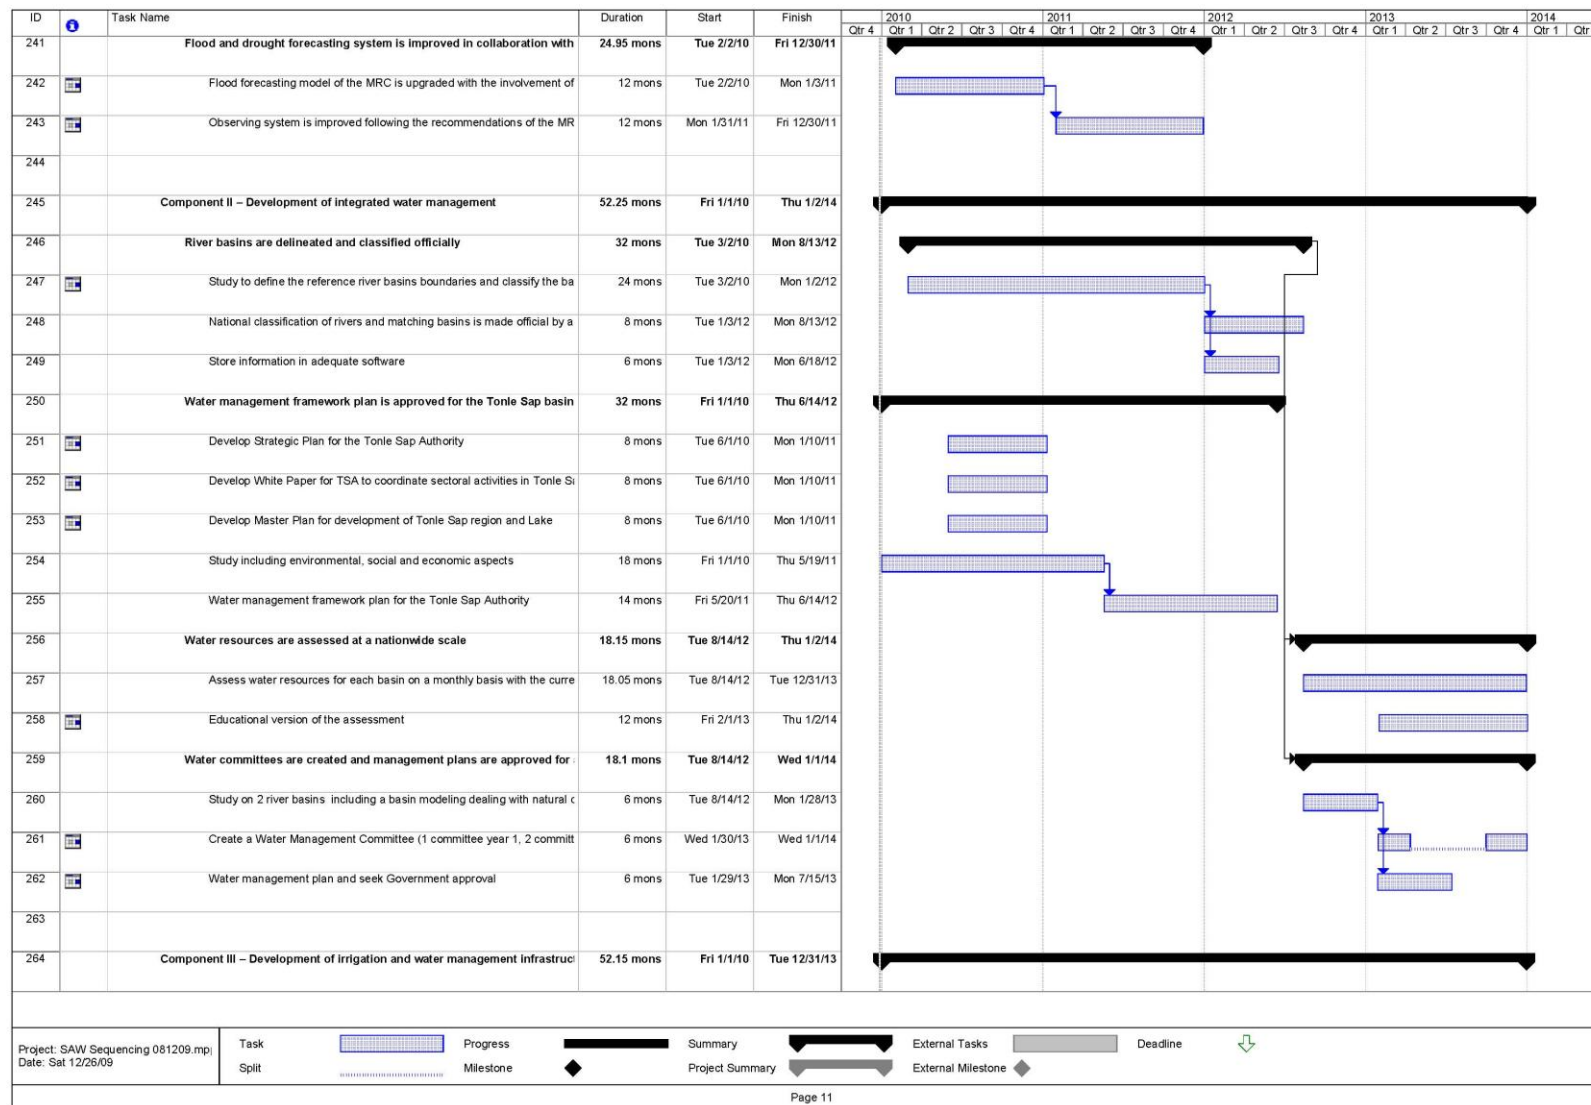 ID Task Name Duration Start Finish 2010 2011 2012 2013 2014
Qtr 4 Qtr 1 Qtr 2 Qtr 3 Qtr 4 Qtr 1 Qtr 2 Qtr 3 Qtr 4 Qtr 1 Qtr 2 Qtr 3 Qtr 4 Qtr 1 Qtr 2 Qtr 3 Qtr 4 Qtr 1 Qtr
241 Flood and drought forecasting system is improved in collaboration with 24.95 mons Tue 2/2/10 Fri 12/30/11
242 Flood forecasting model of the MRC is upgraded with the involvement of 12 mons Tue 2/2/10 Mon 1/3/11
243 Observing system is improved following the recommendations of the MR 12 mons Mon 1/31/11 Fri 12/30/11
244
245 Component II – Development of integrated water management 52.25 mons Fri 1/1/10 Thu 1/2/14
246 River basins are delineated and classified officially 32 mons Tue 3/2/10 Mon 8/13/12
247 Study to define the reference river basins boundaries and classify the ba 24 mons Tue 3/2/10 Mon 1/2/12
248 National classification of rivers and matching basins is made official by a 8 mons Tue 1/3/12 Mon 8/13/12
249 Store information in adequate software 6 mons Tue 1/3/12 Mon 6/18/12
250 Water management framework plan is approved for the Tonle Sap basin 32 mons Fri 1/1/10 Thu 6/14/12
251 Develop Strategic Plan for the Tonle Sap Authority 8 mons Tue 6/1/10 Mon 1/10/11
252 Develop White Paper for TSA to coordinate sectoral activities in Tonle Sa 8 mons Tue 6/1/10 Mon 1/10/11
253 Develop Master Plan for development of Tonle Sap region and Lake 8 mons Tue 6/1/10 Mon 1/10/11
254 Study including environmental, social and economic aspects 18 mons Fri 1/1/10 Thu 5/19/11
255 Water management framework plan for the Tonle Sap Authority 14 mons Fri 5/20/11 Thu 6/14/12
256 Water resources are assessed at a nationwide scale 18.15 mons Tue 8/14/12 Thu 1/2/14
257 Assess water resources for each basin on a monthly basis with the curre 18.05 mons Tue 8/14/12 Tue 12/31/13
258 Educational version of the assessment 12 mons Fri 2/1/13 Thu 1/2/14
259 Water committees are created and management plans are approved for 18.1 mons Tue 8/14/12 Wed 1/1/14
260 Study on 2 river basins including a basin modeling dealing with natural 6 mons Tue 8/14/12 Mon 1/28/13
261 Create a Water Management Committee (1 committee year 1, 2 committ 6 mons Wed 1/30/13 Wed 1/1/14
262 Water management plan and seek Government approval 6 mons Tue 1/29/13 Mon 7/15/13
263
264 Component III – Development of irrigation and water management infrastruct 52.15 mons Fri 1/1/10 Tue 12/31/13
Project: SAW Sequencing 081209.mp Task Progress Summary External Tasks Deadline
Date: Sat 12/26/09 Split Milestone Project Summary External Milestone
Page 11